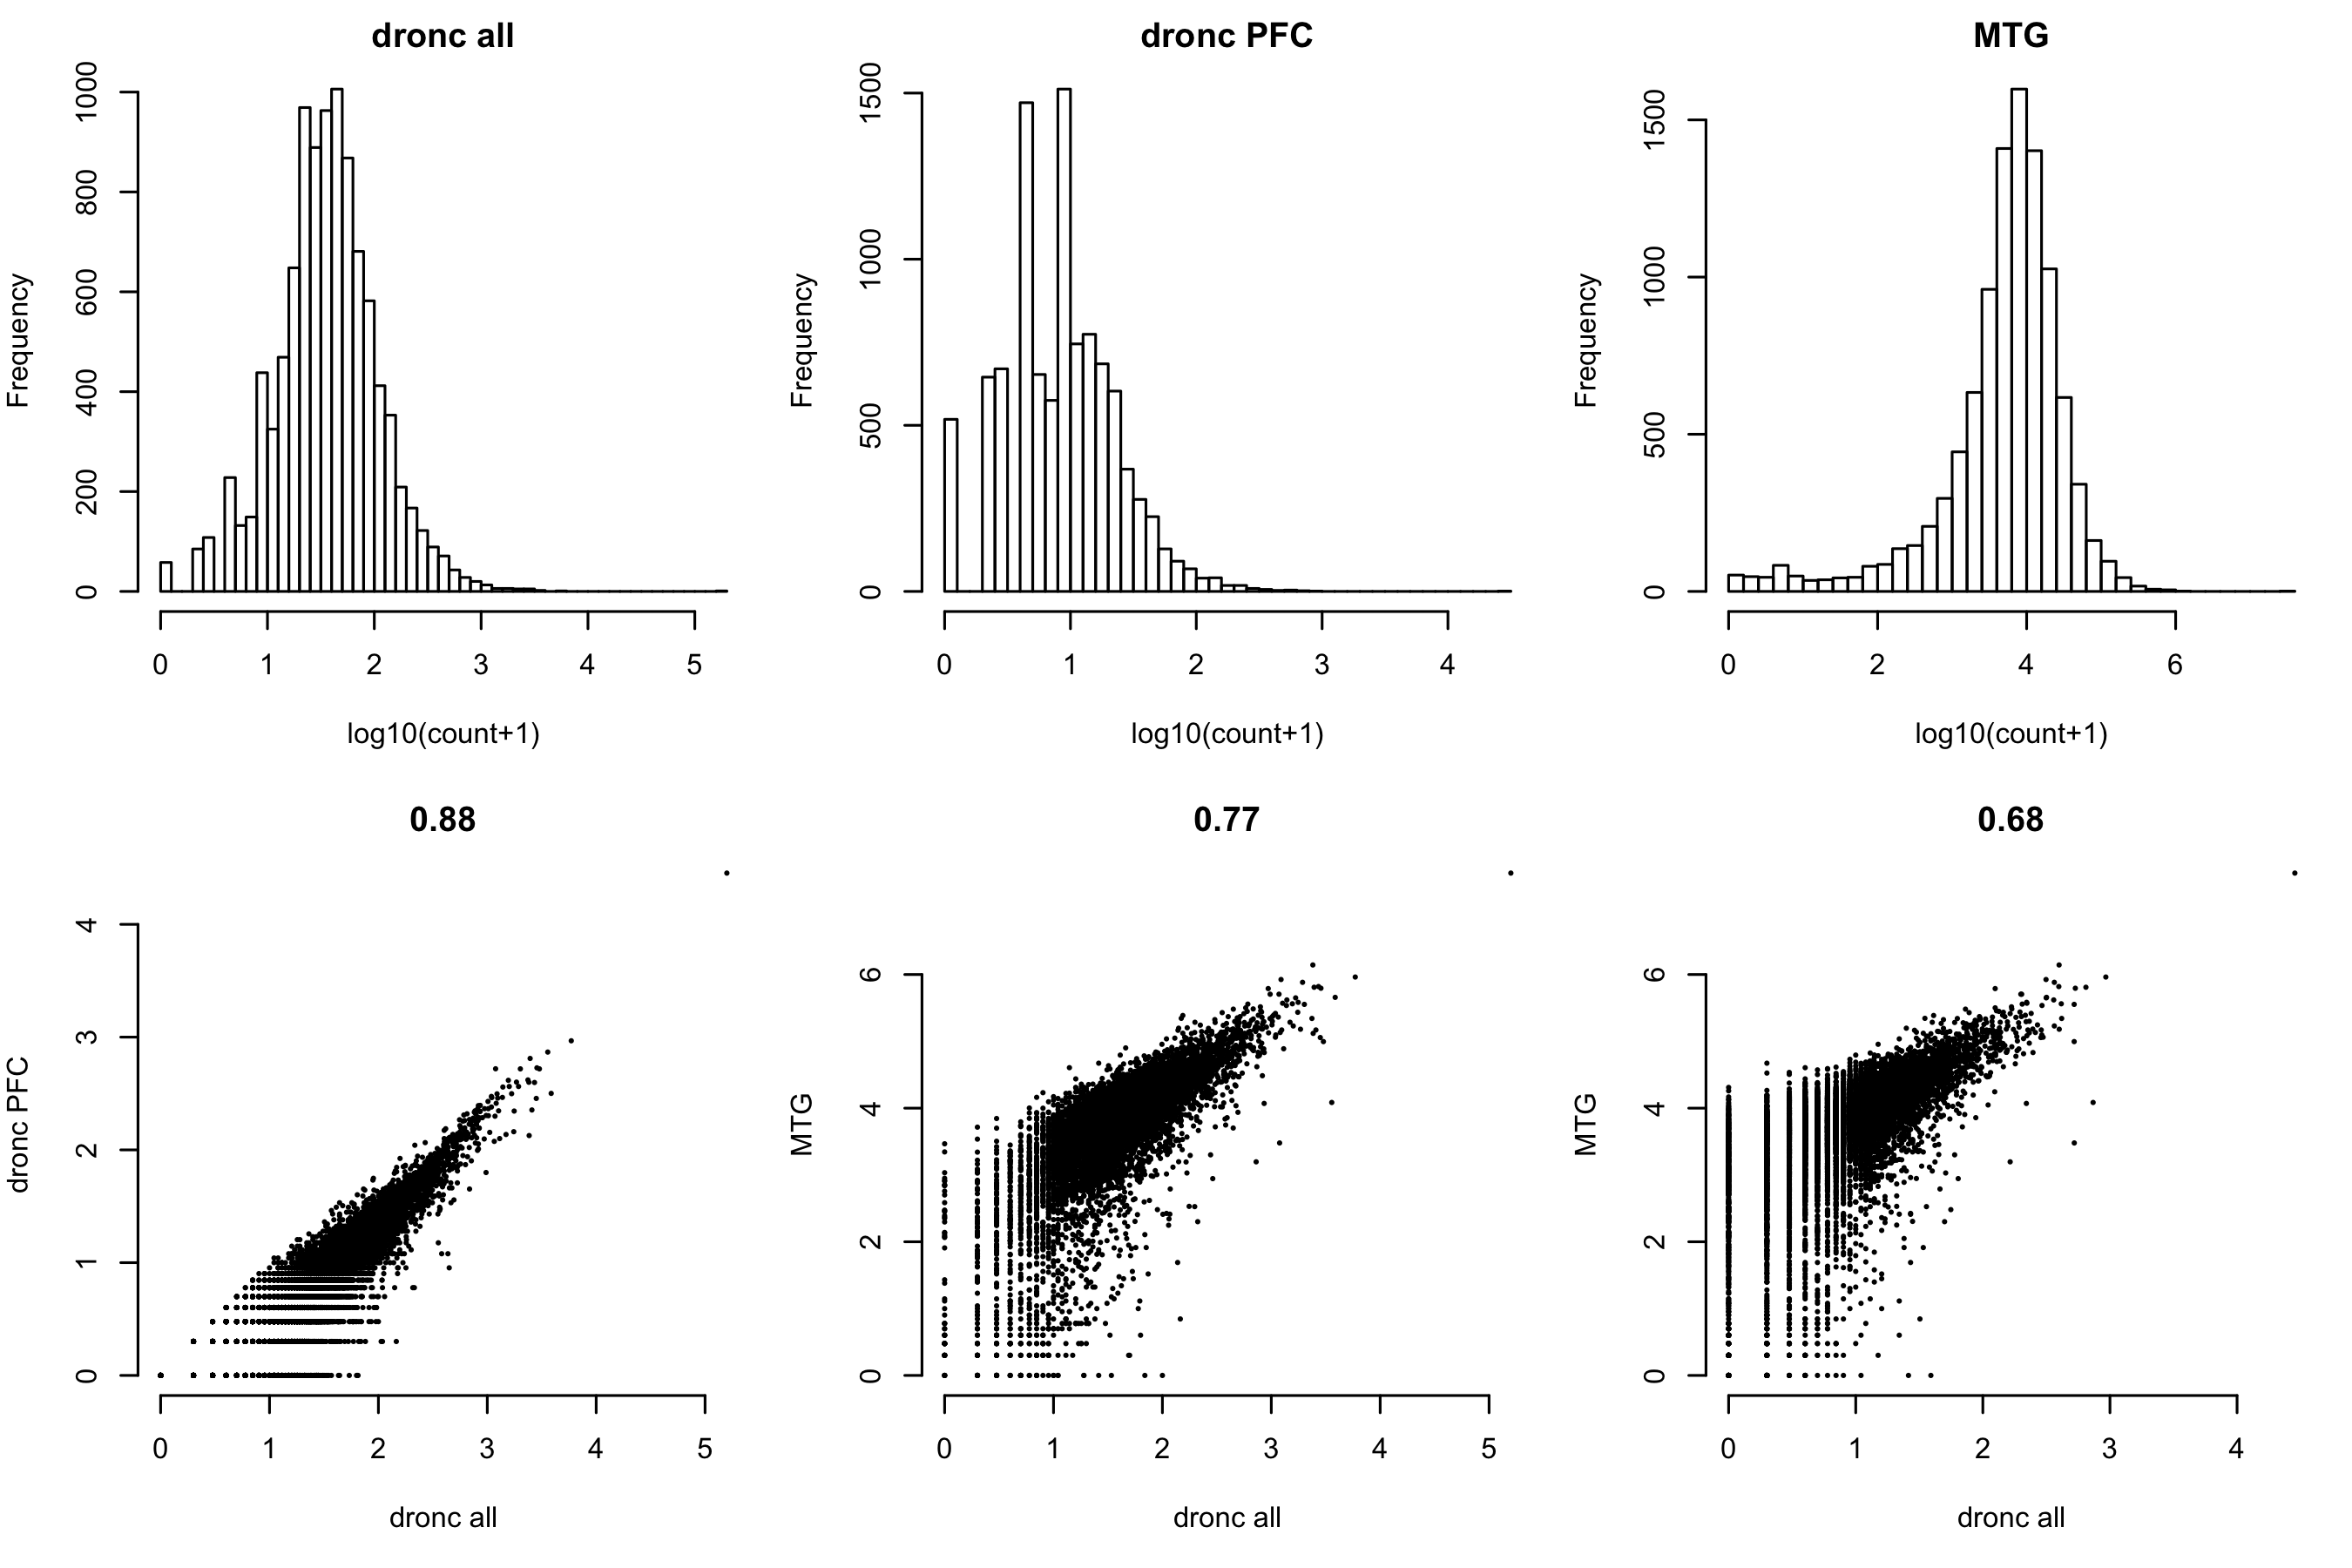 dronc all
dronc PFC
MTG
Frequency
0 200 400 600 800 1000
0 1 2 3 4 5
log10(count+1)
Frequency
0 500 1000 1500
0 1 2 3 4
log10(count+1)
Frequency
0 500 1000 1500
0 2 4 6
log10(count+1)
0.88
0.77
0.68
dronc PFC
0 1 2 3 4
0 1 2 3 4 5
dronc all
MTG
0 2 4 6
0 1 2 3 4 5
dronc all
MTG
0 2 4 6
0 1 2 3 4
dronc all